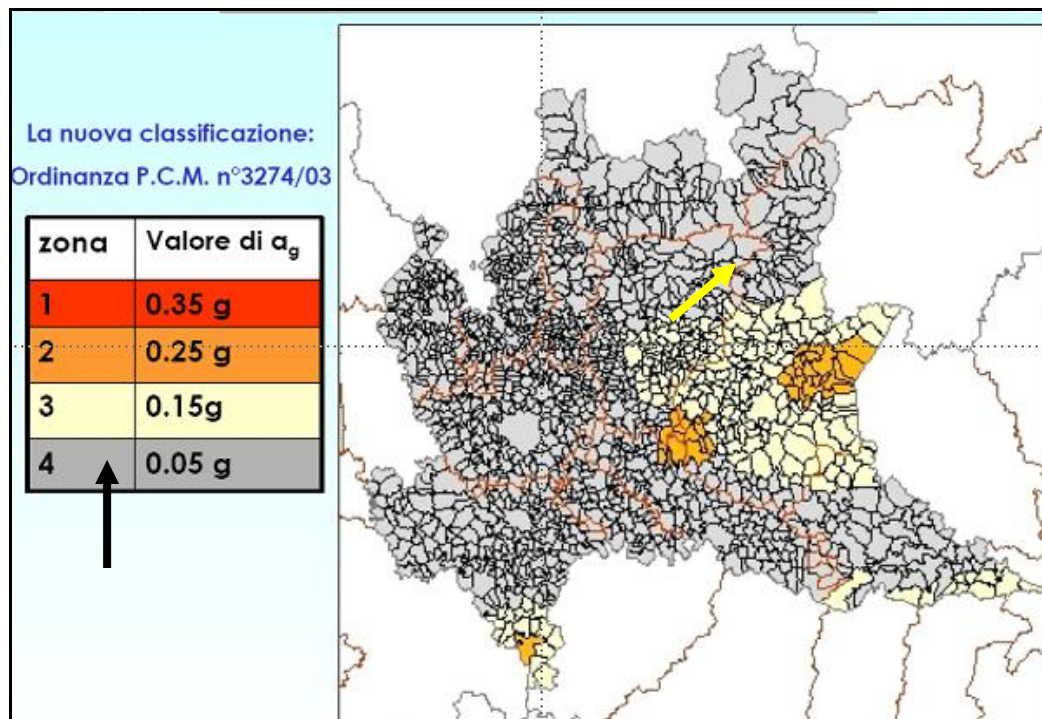 La nuova classificazione:
Ordinanza P.C.M. n°3274/03
zona Valore di ag
1 0.35 g
2 0.25 g
3 0.15g
4 0.05 g